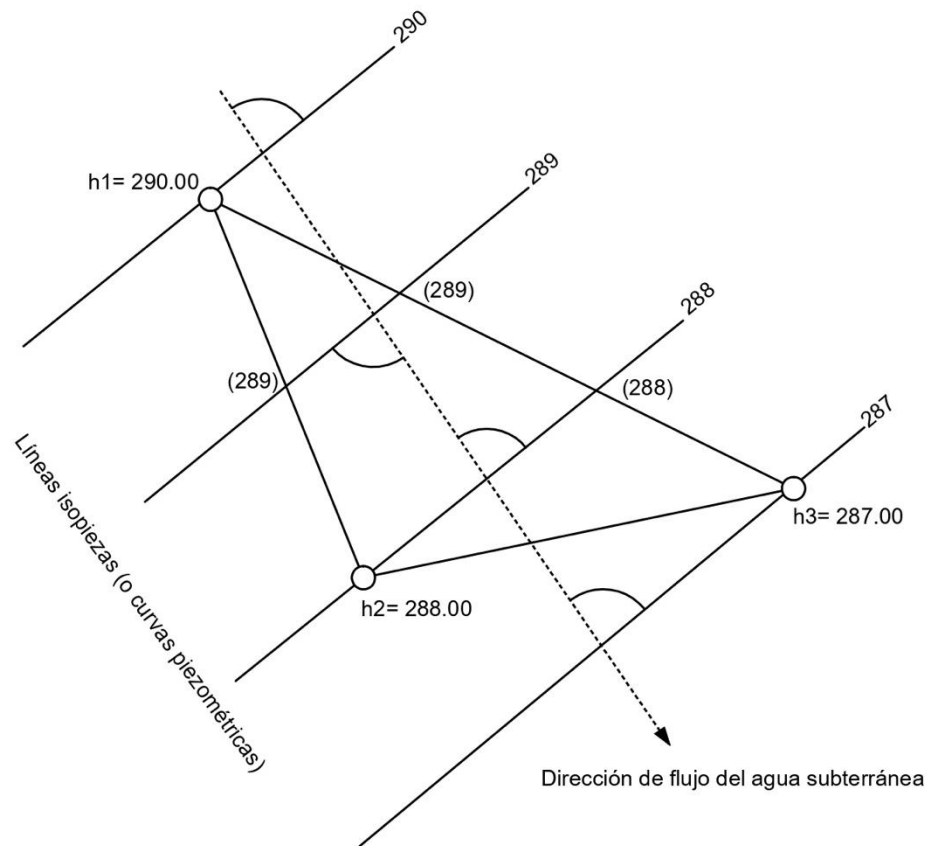 290
h1= 290.00
289
(289)
288
(289)
(288)
287
h3= 287.00
h2= 288.00
Líneas isopiezas (o curvas piezométricas)
Dirección de flujo del agua subterránea